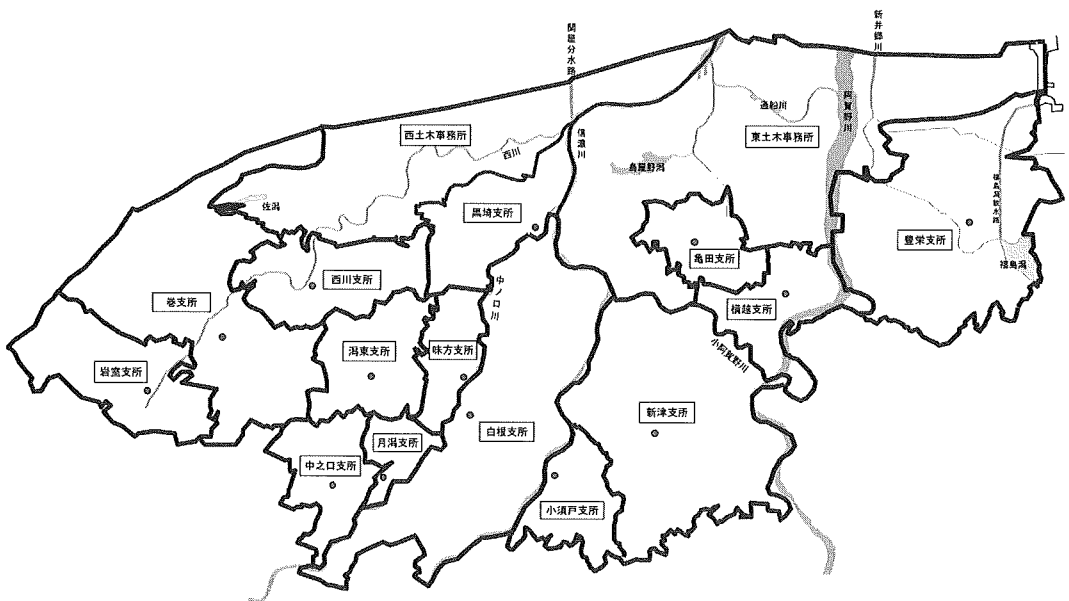 関屋分水路
新井郷川
西土木事務所
西川
信濃川
通船川
阿賀野川
東土木事務所
鳥屋野潟
佐潟
黒埼支所
亀田支所
豊栄支所
福島潟放水路
福島潟
巻支所
西川支所
中ノ口川
横越支所
小阿賀野川
岩室支所
潟東支所
味方支所
新津支所
白根支所
月潟支所
中之口支所
小須戸支所